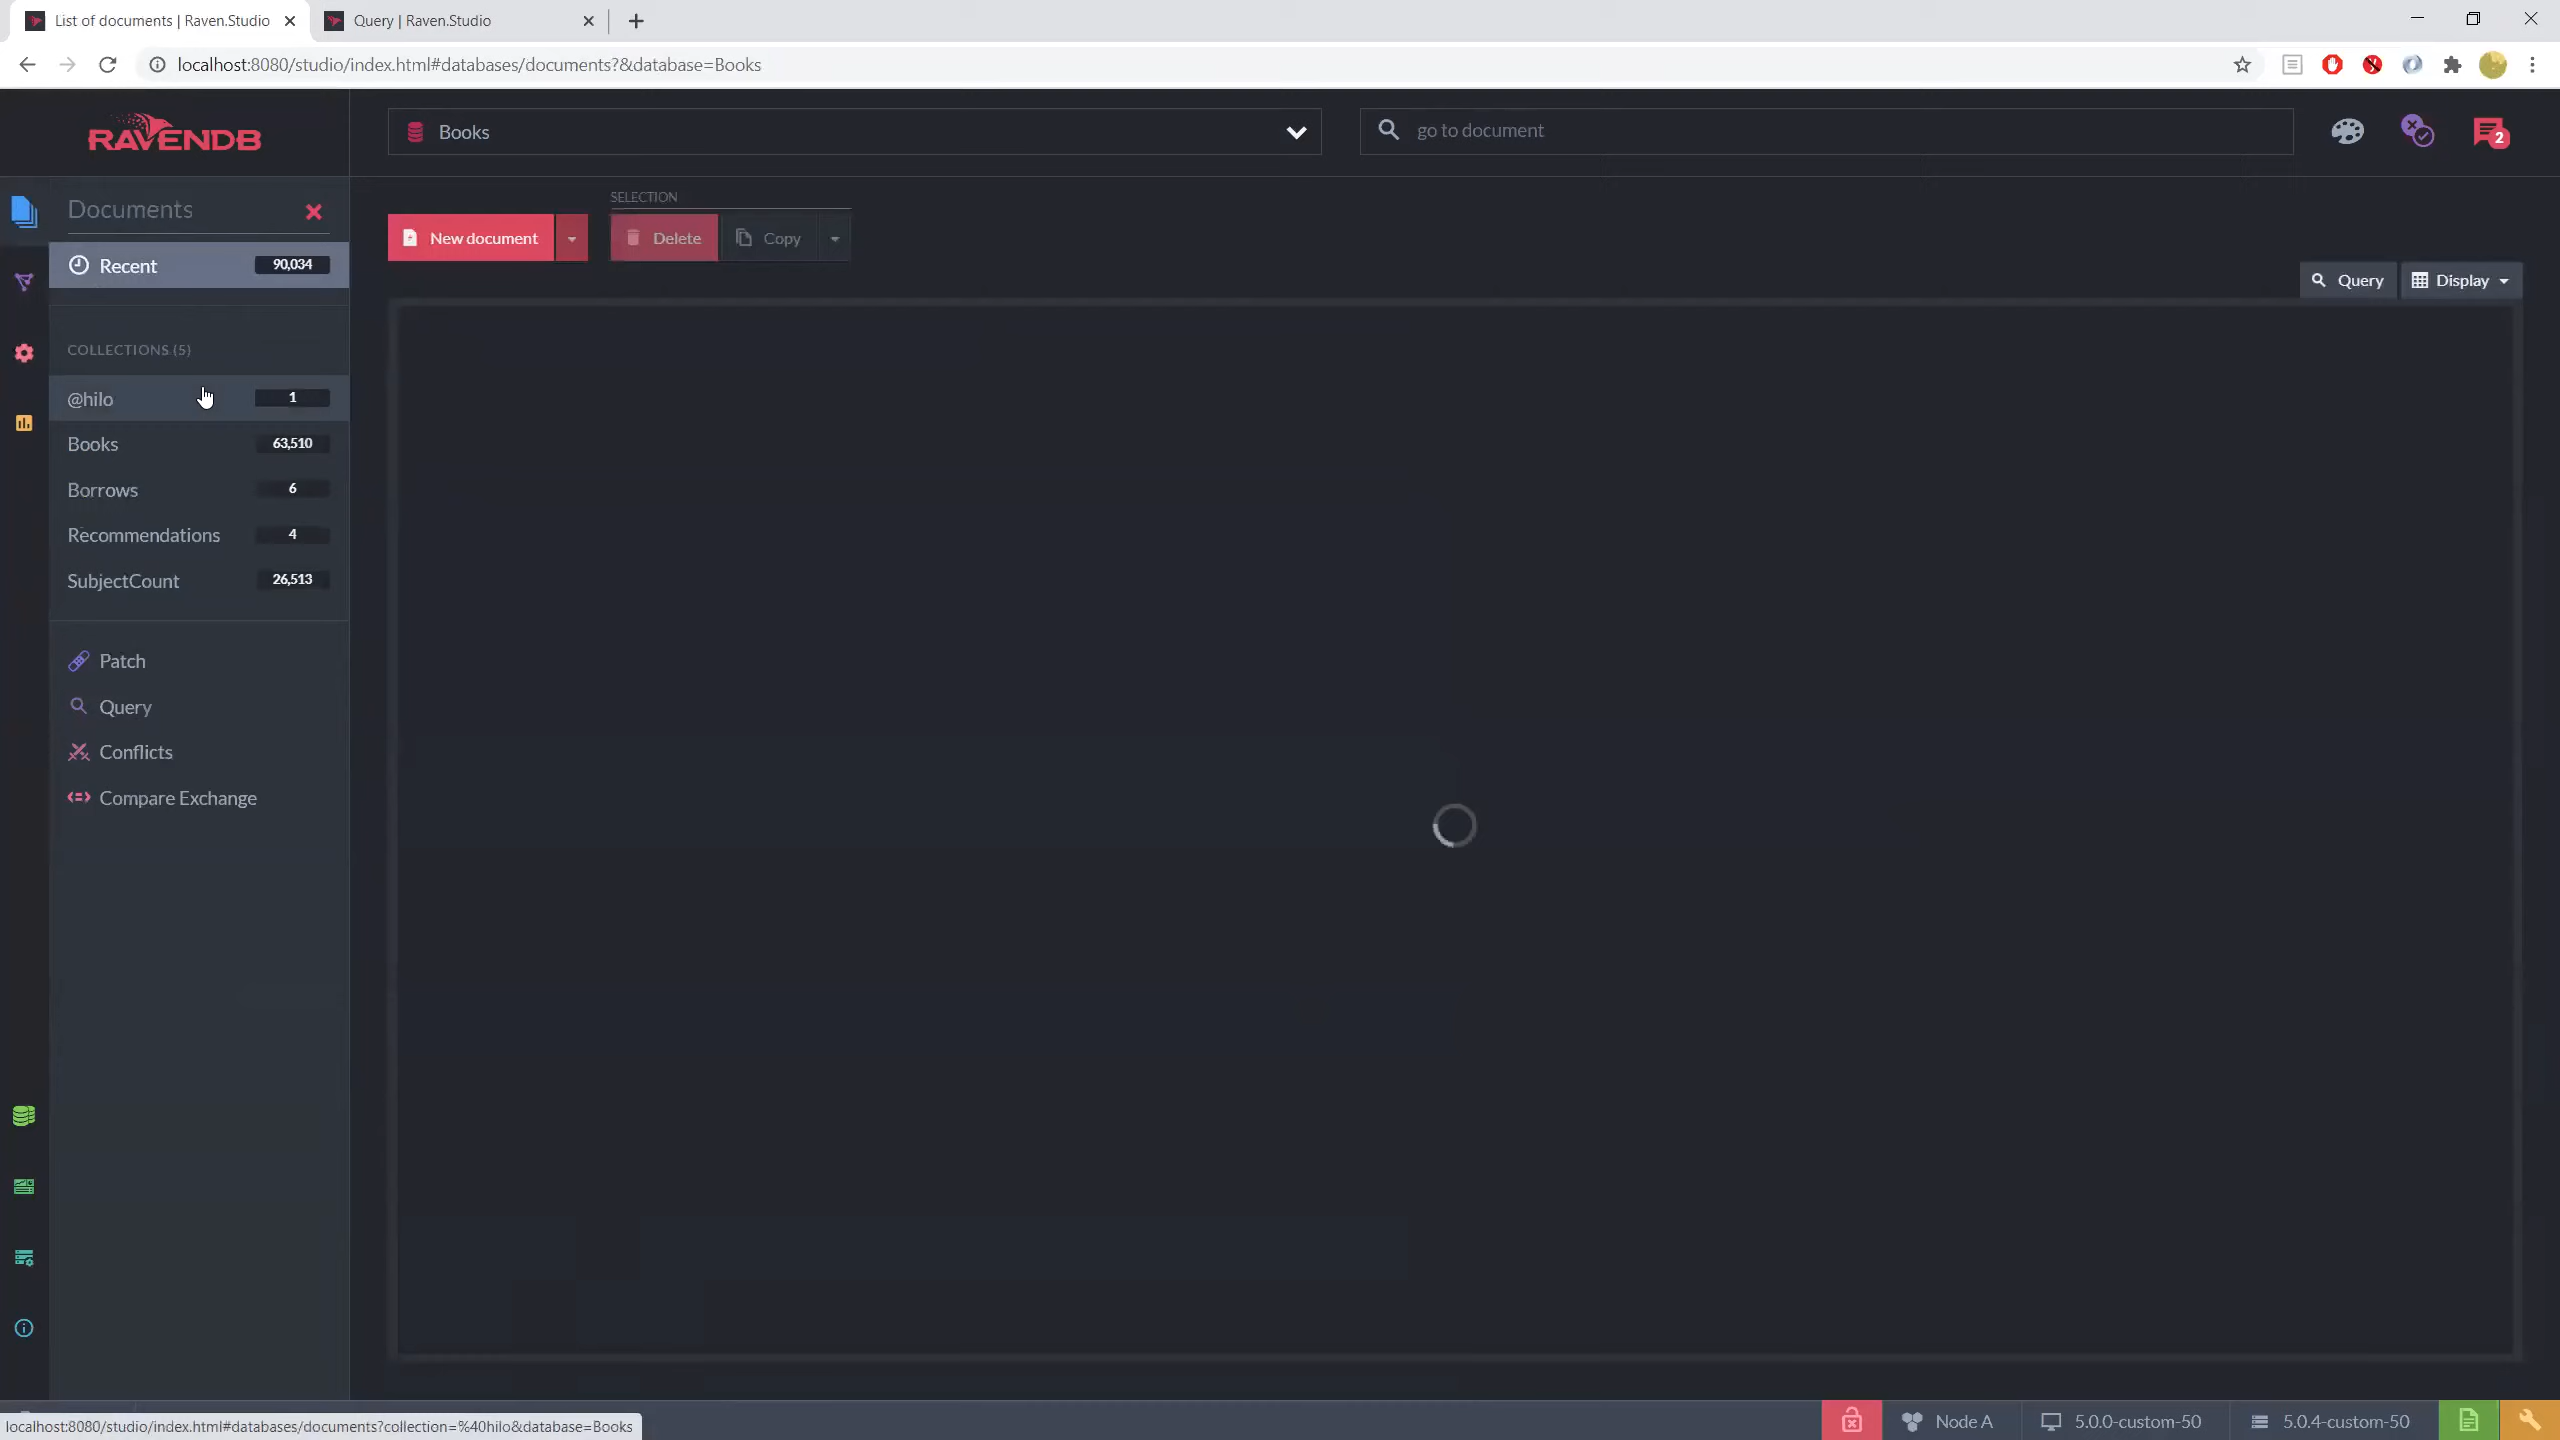 List of documents | Raven.Studio
Query | Raven.Studio
localhost:8080/studio/index.html#databases/documents?&database=Books
RAVENDB
Books
go to document
2
Documents
SELECTION
New document
Delete
Copy
Recent 90,034
Query
Display
COLLECTIONS (5)
@hilo 1
Books 63,510
Borrows 6
Recommendations 4
SubjectCount 26,513
Patch
Query
Conflicts
Compare Exchange
localhost:8080/studio/index.html#databases/documents?collection=%40hilo&database=Books
Node A
5.0.0-custom-50
5.0.4-custom-50